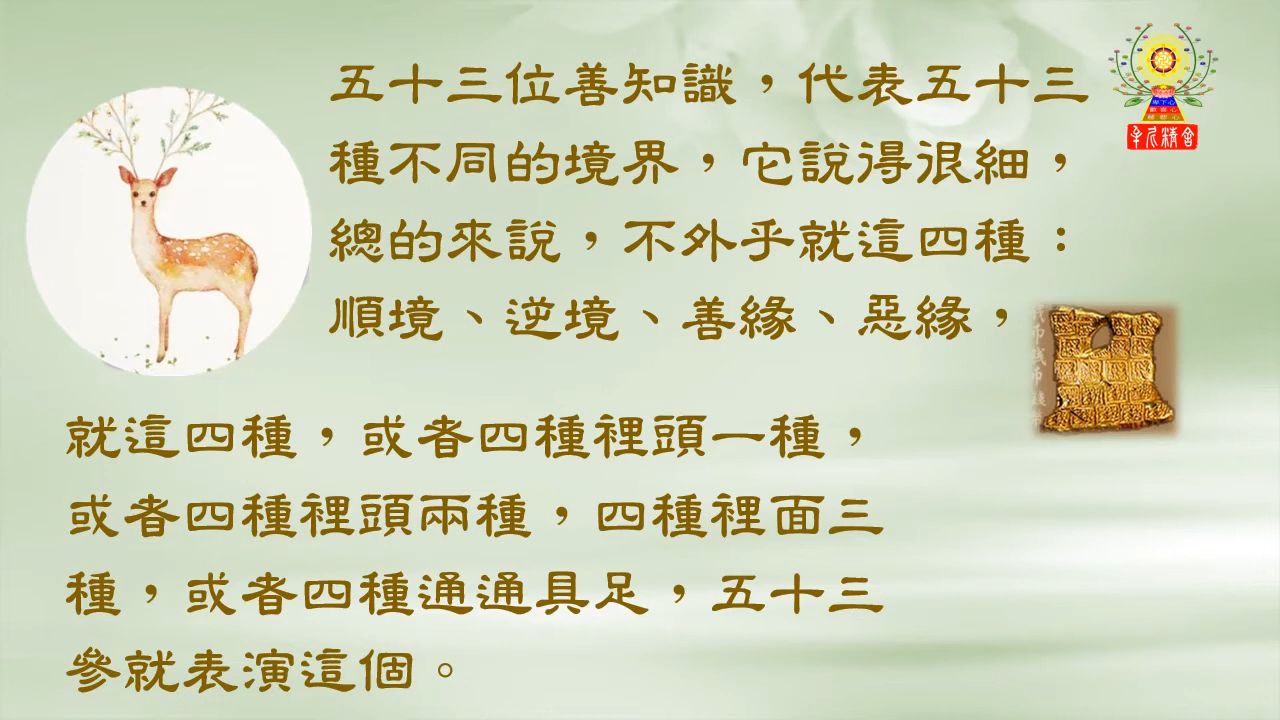 五十三位善知識，代表五十三
種不同的境界，它說得很細，
總的來說，不外乎就這四種：
順境、逆境、善緣、惡緣，
就這四種，或者四種裡頭一種，
或者四種裡頭兩種，四種裡面三
種，或者四種通通具足，五十三
參就表演這個。